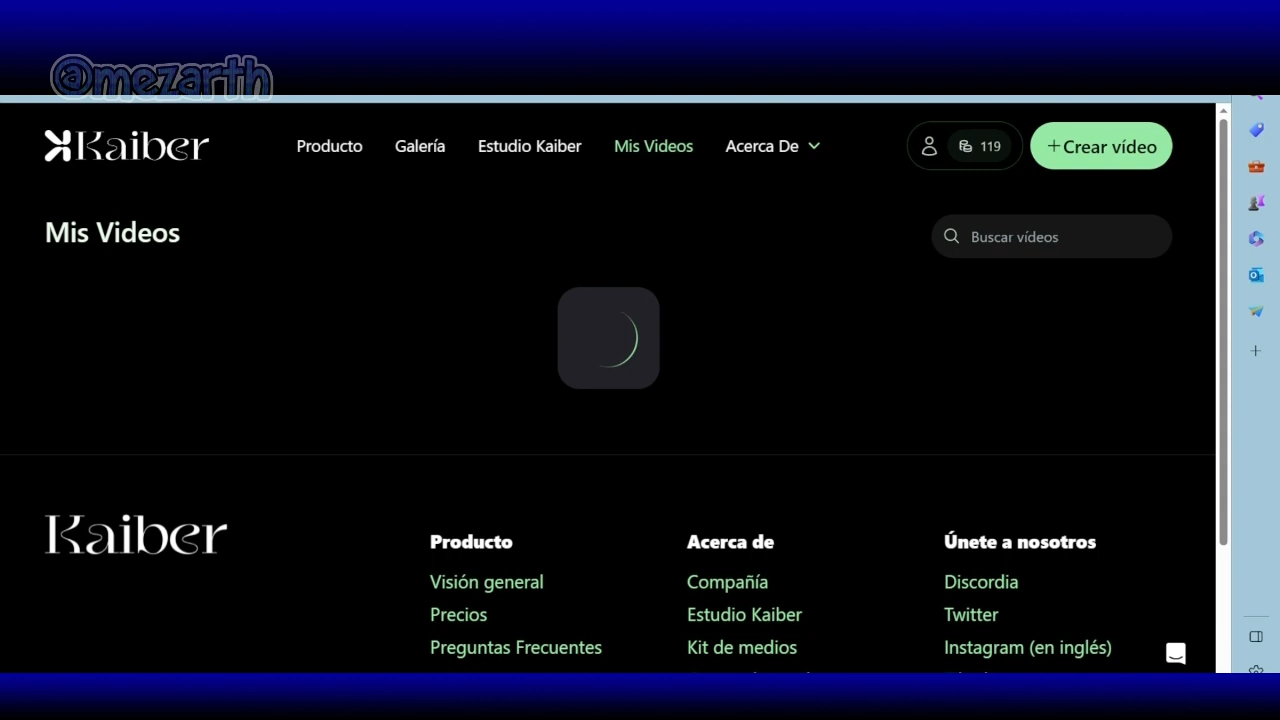 @mezarth
Kaiber
Producto
Galería
Estudio Kaiber
Mis Videos
Acerca De
119
+Crear vídeo
Mis Videos
Buscar vídeos
Kaiber
Producto
Visión general
Precios
Preguntas Frecuentes
Acerca de
Compañía
Estudio Kaiber
Kit de medios
Únete a nosotros
Discordia
Twitter
Instagram (en inglés)